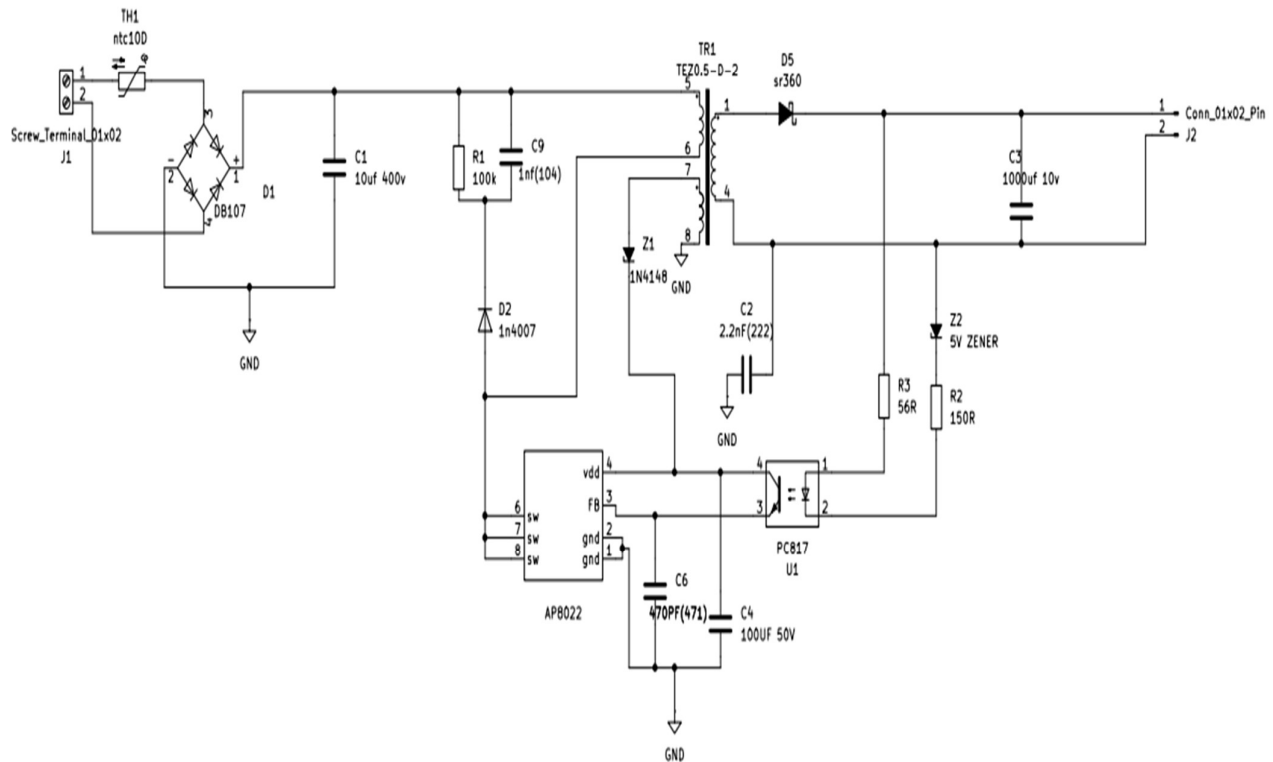 TH1
ntc10D
1
2
Screw_Terminal_01x02
J1
3
-
2
+
1
4
DB107
D1
GND
C1
10uf 400v
R1
100k
C9
1nf(104)
D2
1n4007
TR1
TEZ0.5-D-2
5
6
7
8
1
4
GND
Z1
1N4148
D5
sr360
C3
1000uf 10v
1
2
Conn_01x02_Pin
J2
C2
2.2nF(222)
GND
Z2
5V ZENER
R3
56R
R2
150R
vdd
4
FB
3
gnd
2
gnd
1
6
sw
7
sw
8
sw
AP8022
4
3
1
2
PC817
U1
C6
470PF(471)
C4
100UF 50V
GND